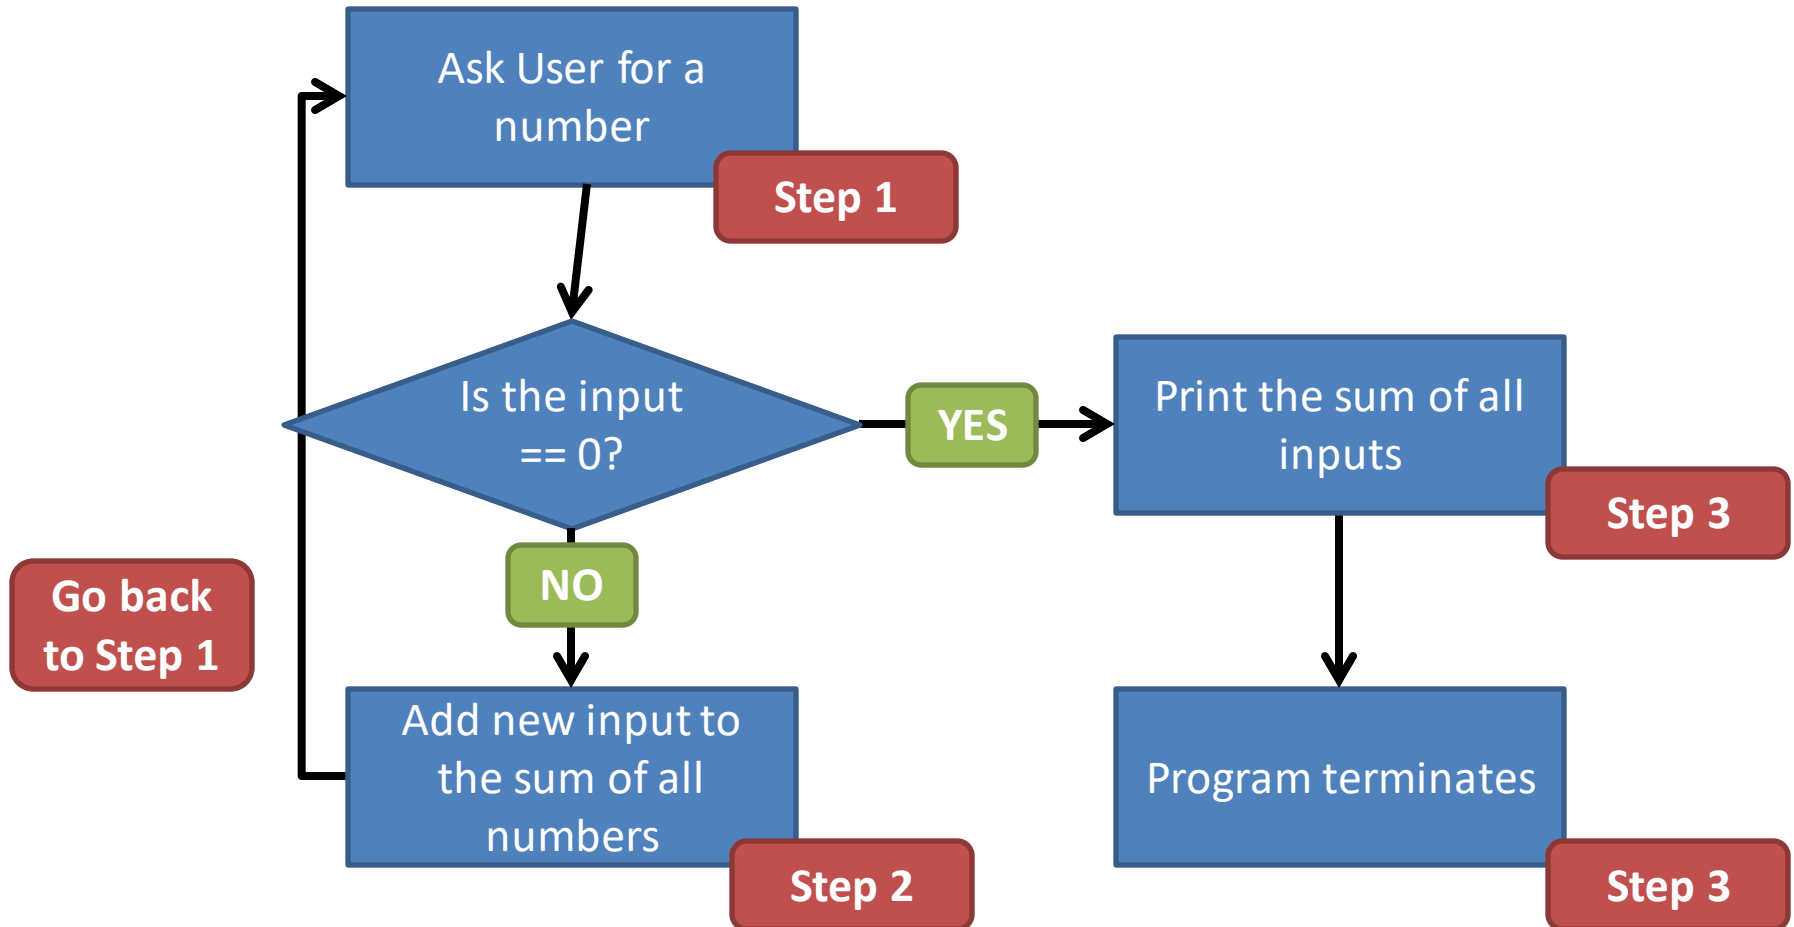 Ask User for a
number
Step 1
Is the input
== 0?
YES
Print the sum of all
inputs
Step 3
NO
Go back
to Step 1
Add new input to
the sum of all
numbers
Step 2
Program terminates
Step 3